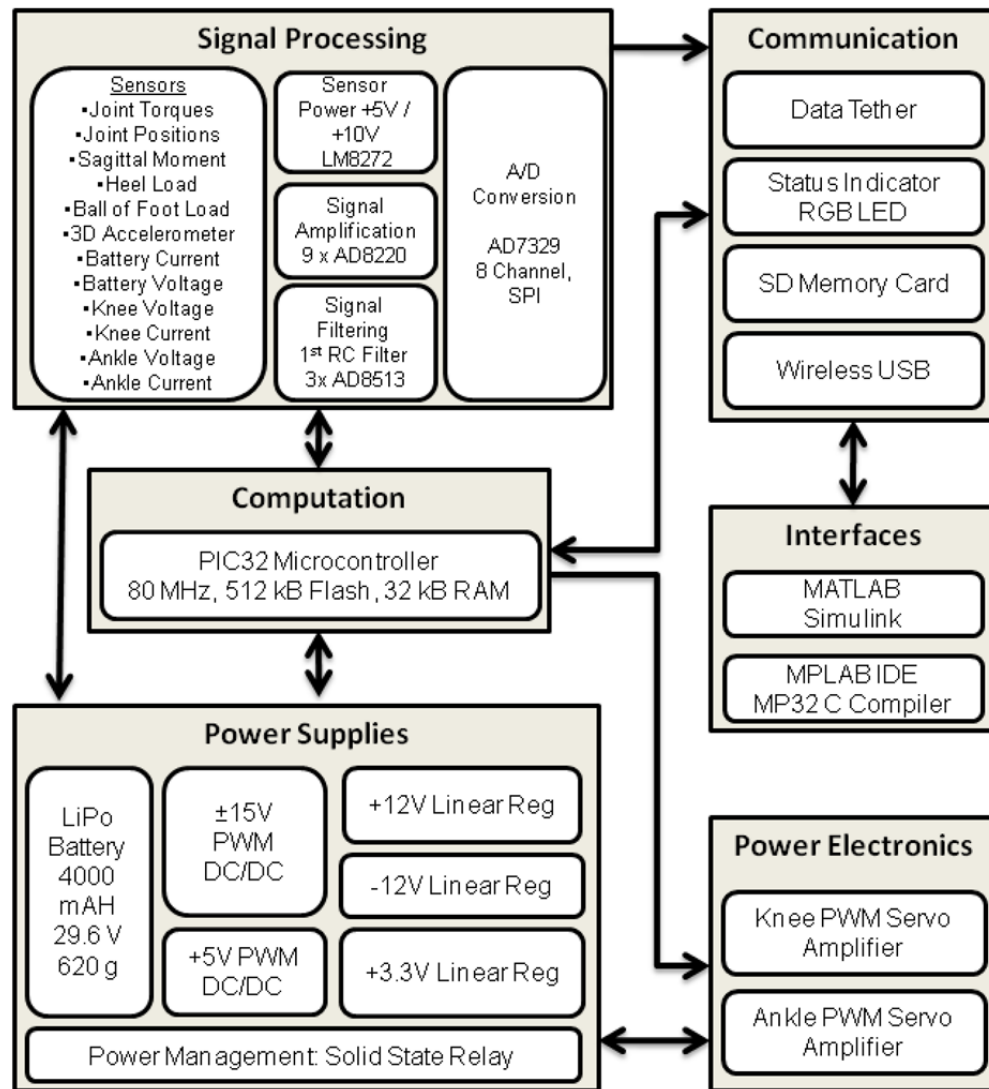 Signal Processing
Sensors
▪Joint Torques
▪Joint Positions
▪Sagittal Moment
▪Heel Load
▪Ball of Foot Load
▪3D Accelerometer
▪Battery Current
▪Battery Voltage
▪Knee Voltage
▪Knee Current
▪Ankle Voltage
▪Ankle Current
Sensor
Power +5V /
+10V
LM8272
Signal
Amplification
9 x AD8220
Signal
Filtering
1st RC Filter
3x AD8513
A/D
Conversion
AD7329
8 Channel,
SPI
Communication
Data Tether
Status Indicator
RGB LED
SD Memory Card
Wireless USB
Computation
PIC32 Microcontroller
80 MHz, 512 kB Flash, 32 kB RAM
Interfaces
MATLAB
Simulink
MPLAB IDE
MP32 C Compiler
Power Supplies
LiPo
Battery
4000
mAH
29.6 V
620 g
±15V
PWM
DC/DC
+5V PWM
DC/DC
+12V Linear Reg
-12V Linear Reg
+3.3V Linear Reg
Power Management: Solid State Relay
Power Electronics
Knee PWM Servo
Amplifier
Ankle PWM Servo
Amplifier